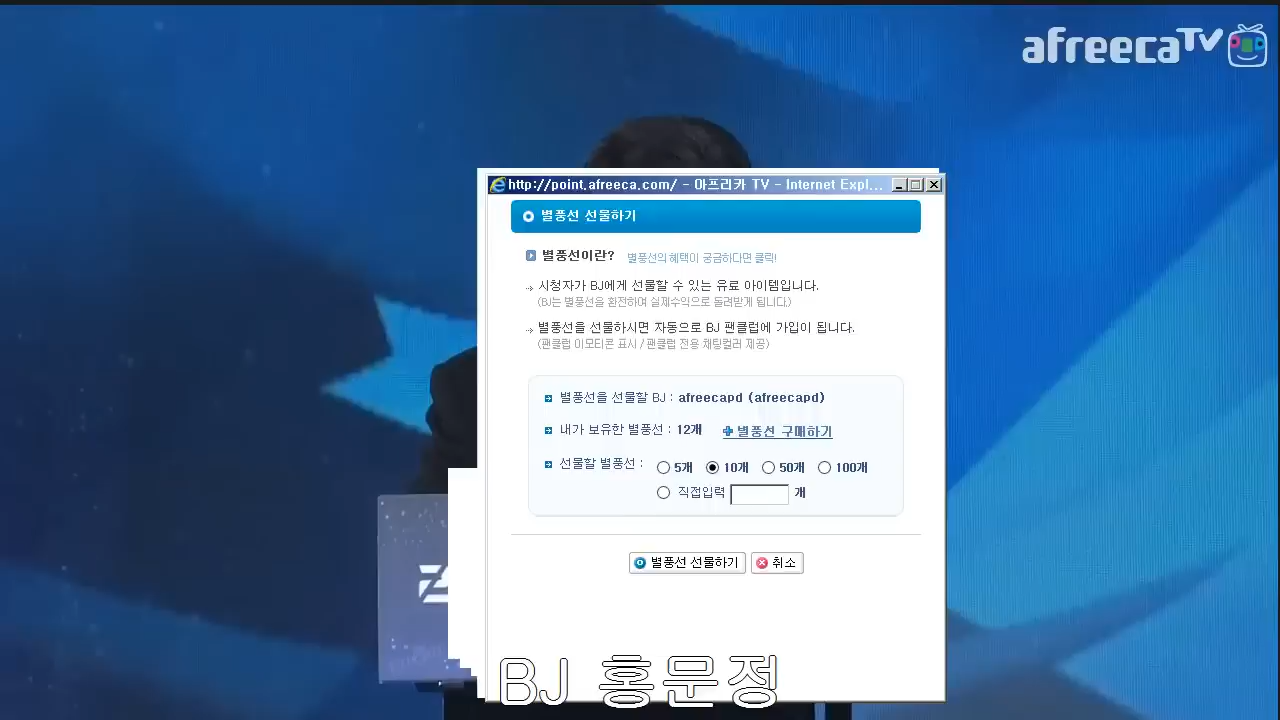 afreecaTV
http://point.afreeca.com/ - 아프리카 TV - Internet Expl...
별풍선 선물하기
별풍선이란? 별풍선의 혜택이 궁금하다면 클릭!
시청자가 BJ에게 선물할 수 있는 유료 아이템입니다.
(BJ는 별풍선을 환전하여 실제수익으로 돌려받게 됩니다.)
별풍선을 선물하시면 자동으로 BJ 팬클럽에 가입이 됩니다.
(팬클럽 이모티콘 표시 / 팬클럽 전용 채팅컬러 제공)
별풍선을 선물할 BJ : afreecapd (afreecapd)
내가 보유한 별풍선 : 12개 별풍선 구매하기
선물할 별풍선 : 5개 10개 50개 100개
직접입력 개
별풍선 선물하기 취소
BJ 홍문정